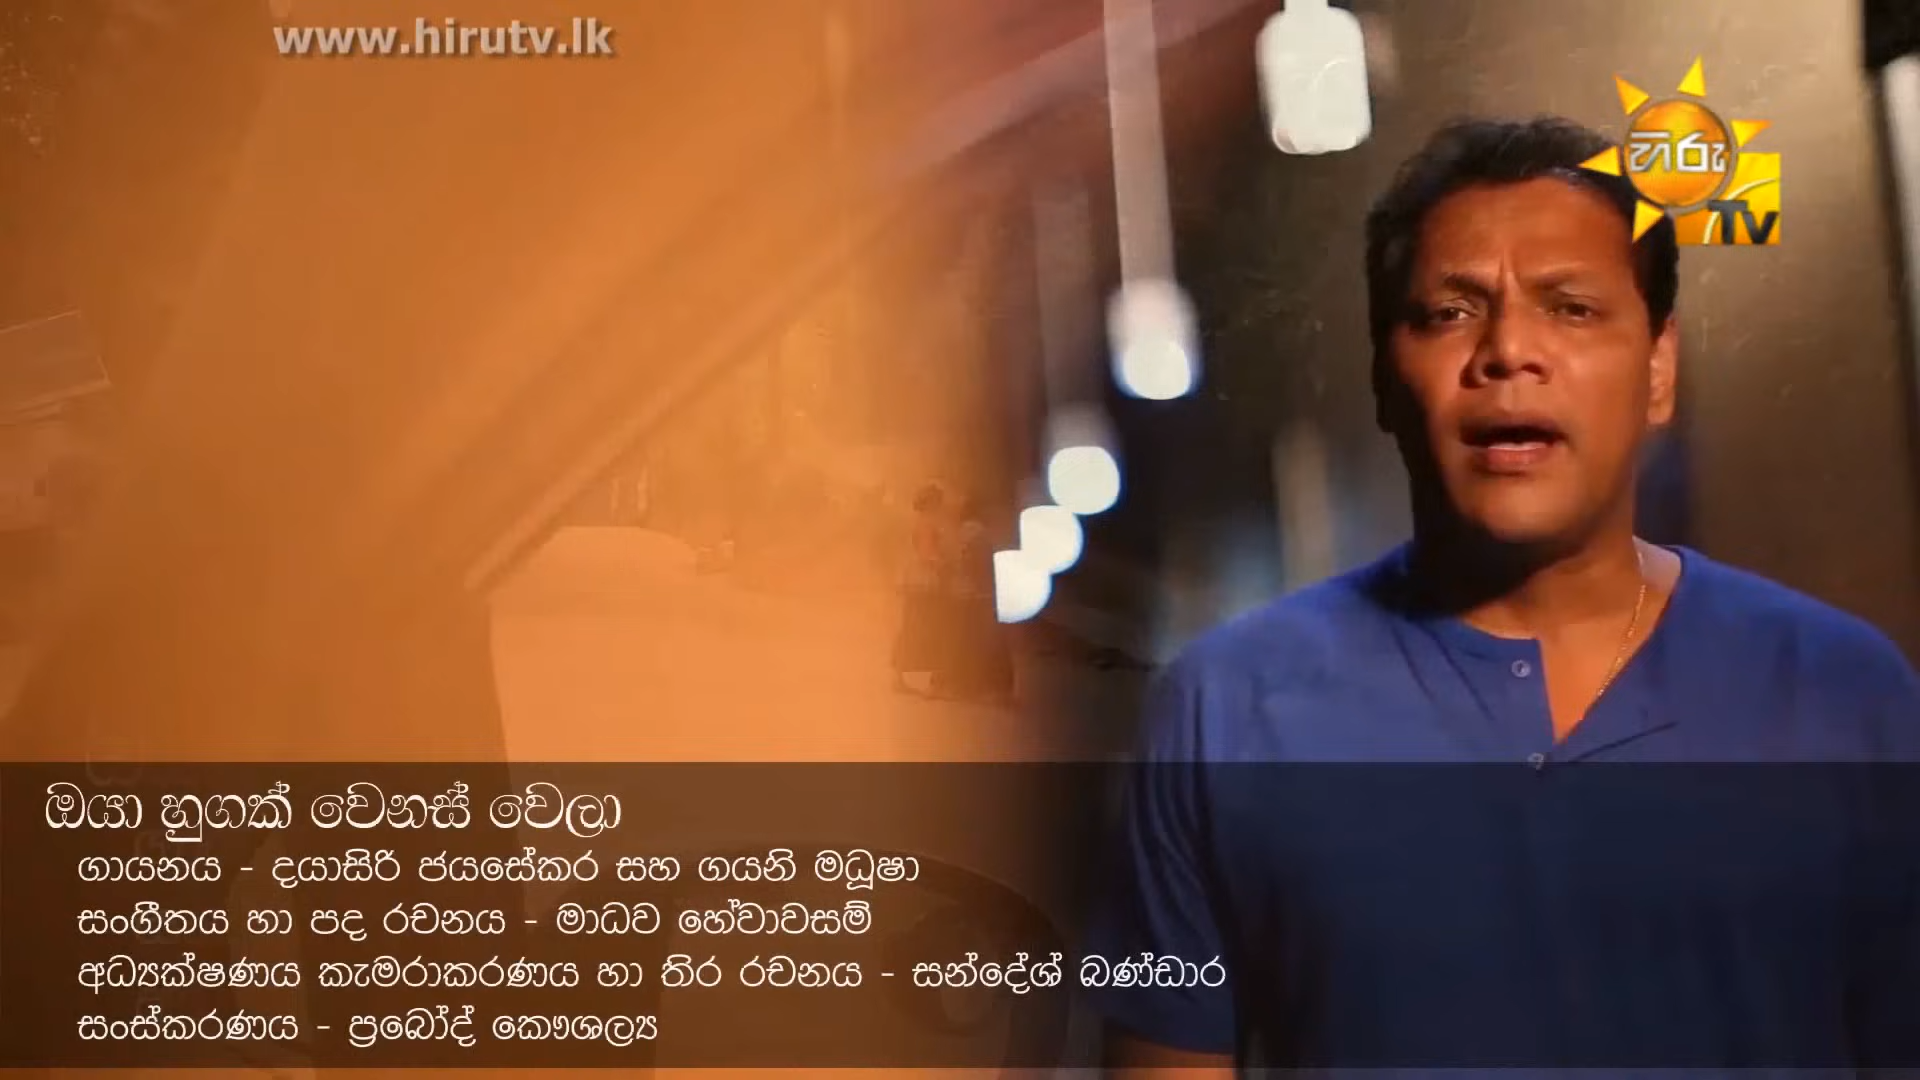 www.hirutv.lk
හිරු
TV
ඔයා හුගක් වෙනස් වෙලා
ගායනය - දයාසිරි ජයසේකර සහ ගයනි මධූෂා
සංගීතය හා පද රචනය - මාධව හේවාවසම්
අධ්‍යක්ෂණය කැමරාකරණය හා තිර රචනය - සන්දේශ් බණ්ඩාර
සංස්කරණය - ප්‍රබෝද් කෞශල්‍ය